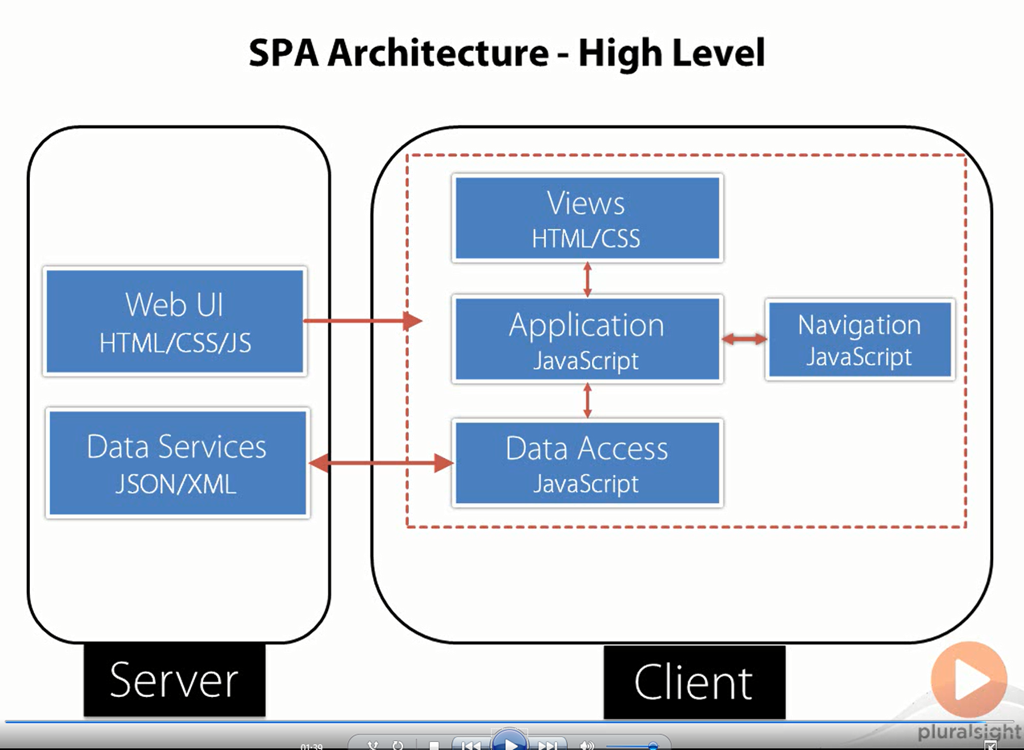 SPA Architecture - High Level
Web UI
HTML/CSS/JS
Data Services
JSON/XML
Views
HTML/CSS
Application
JavaScript
Navigation
JavaScript
Data Access
JavaScript
Server
Client
pluralsight
01:39